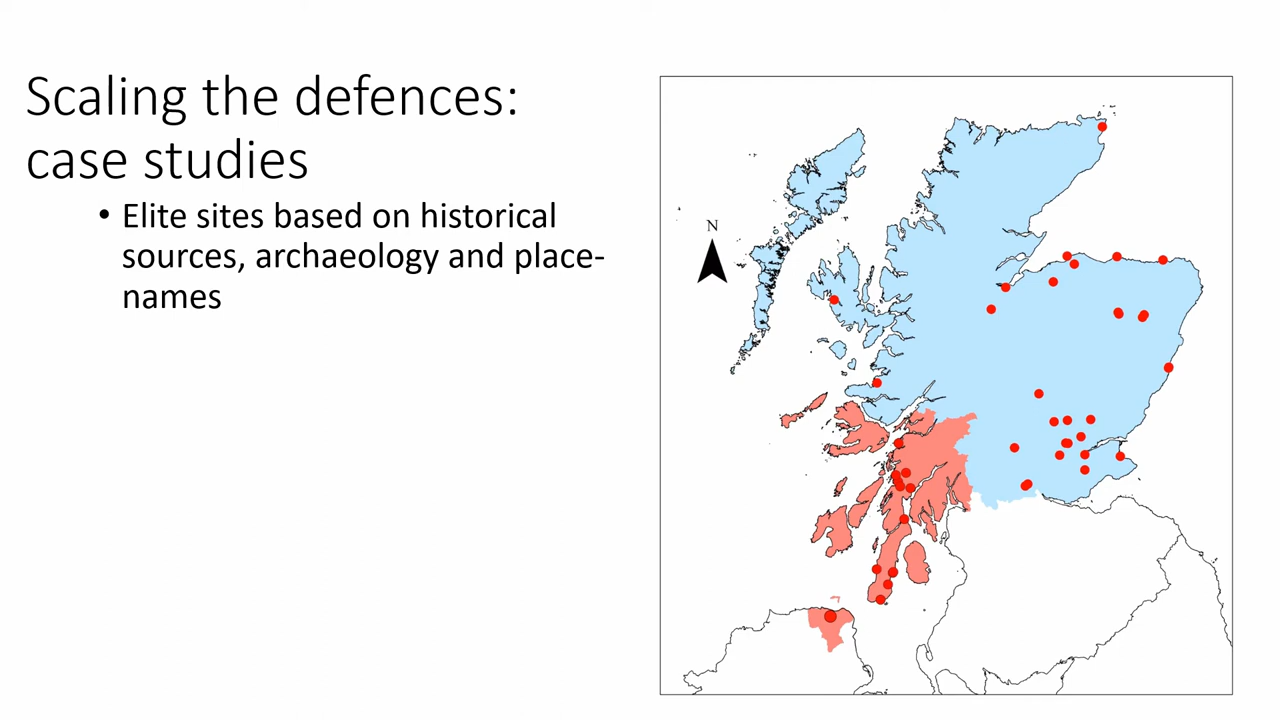 Scaling the defences:
case studies
• Elite sites based on historical
sources, archaeology and place-
names
N